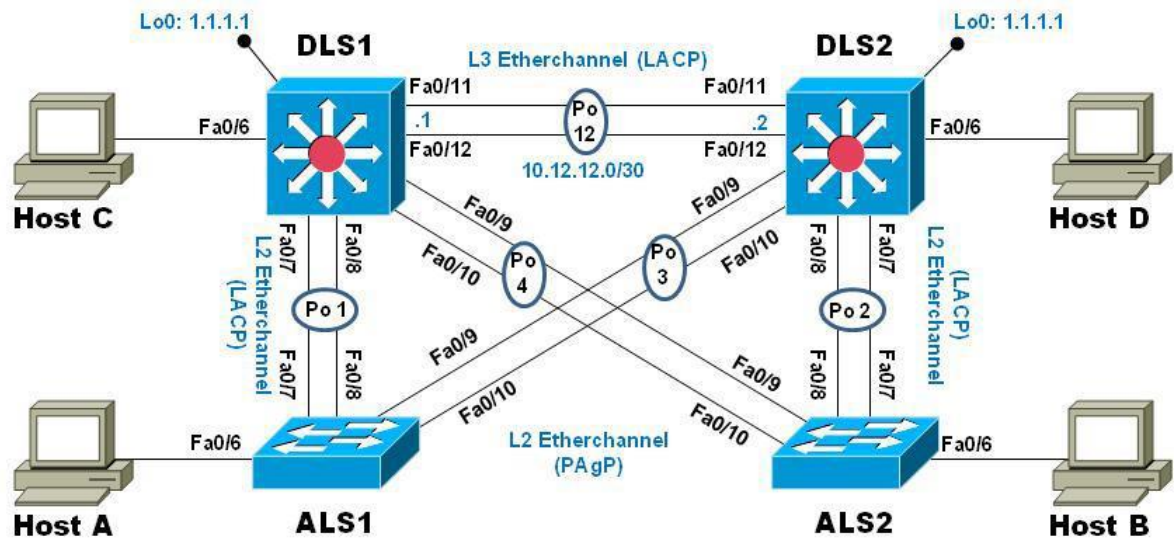 Lo0: 1.1.1.1
Lo0: 1.1.1.1
DLS1
DLS2
L3 Etherchannel (LACP)
Fa0/11
Fa0/11
Fa0/6
.1
Po
12
.2
Fa0/6
Fa0/12
Fa0/12
10.12.12.0/30
Host C
Host D
Fa0/9
Fa0/9
Fa0/10
Fa0/10
Fa0/7
Fa0/8
Po
4
Po
3
Fa0/8
Fa0/7
L2 Etherchannel
(LACP)
Po 1
Po 2
L2 Etherchannel
(LACP)
Fa0/7
Fa0/8
Fa0/9
Fa0/10
Fa0/9
Fa0/10
Fa0/8
Fa0/7
L2 Etherchannel
(PAgP)
Fa0/6
Fa0/6
Host A
ALS1
ALS2
Host B